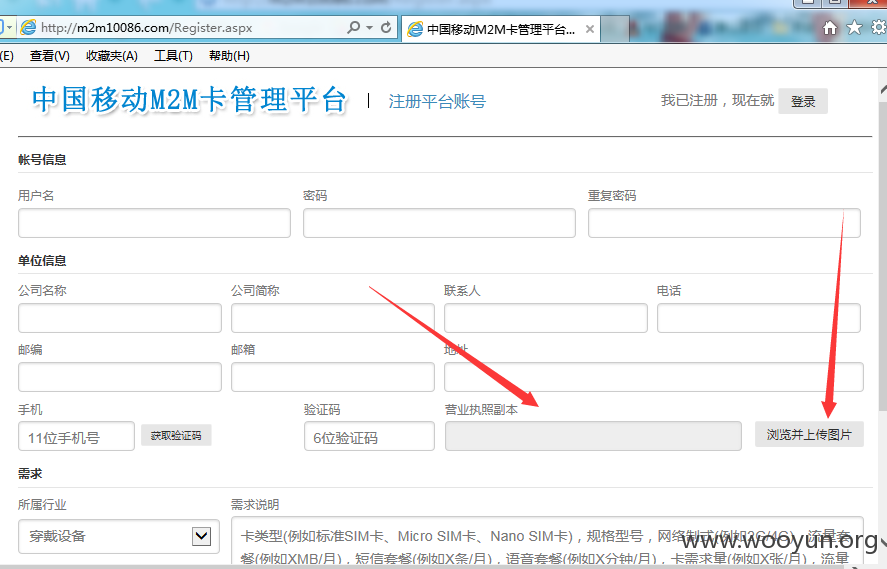 http://m2m10086.com/Register.aspx
中国移动M2M卡管理平台...
(E) 查看(V) 收藏夹(A) 工具(T) 帮助(H)
中国移动M2M卡管理平台 | 注册平台账号 我已注册，现在就 登录
帐号信息
用户名 密码 重复密码
单位信息
公司名称 公司简称 联系人 电话
邮编 邮箱 地址
手机 验证码 营业执照副本
11位手机号 获取验证码 6位验证码 浏览并上传图片
需求
所属行业 需求说明
穿戴设备
卡类型(例如标准SIM卡、Micro SIM卡、Nano SIM卡)，规格型号，网络制式(例如2G/4G)，流量套
餐(例如XMB/月)，短信套餐(例如X条/月)，语音套餐(例如X分钟/月)，卡需求量(例如X张/月)，流量
www.wooyun.org